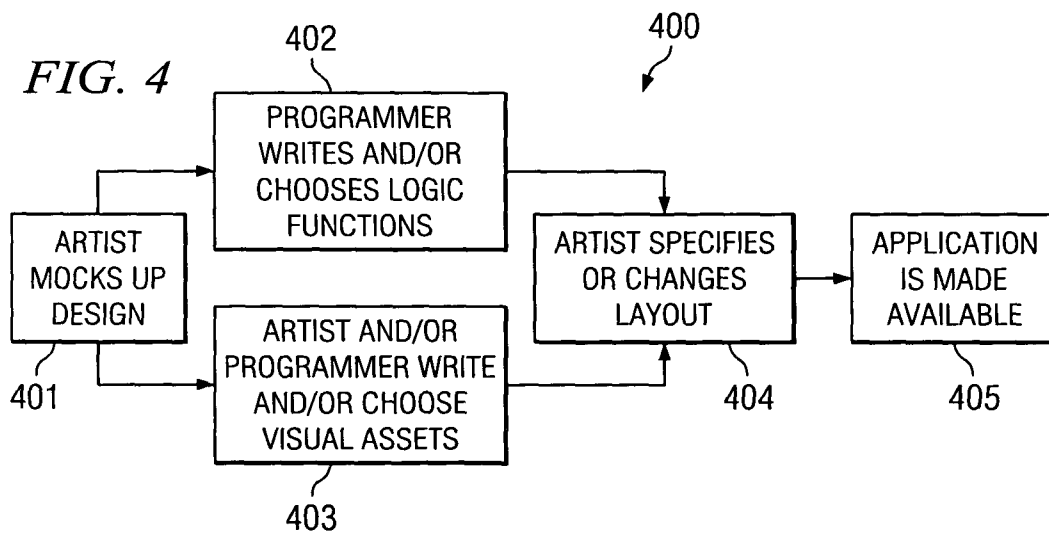 FIG. 4
400
402
PROGRAMMER
WRITES AND/OR
CHOOSES LOGIC
FUNCTIONS
ARTIST
MOCKS UP
DESIGN
401
ARTIST AND/OR
PROGRAMMER WRITE
AND/OR CHOOSE
VISUAL ASSETS
403
ARTIST SPECIFIES
OR CHANGES
LAYOUT
404
APPLICATION
IS MADE
AVAILABLE
405